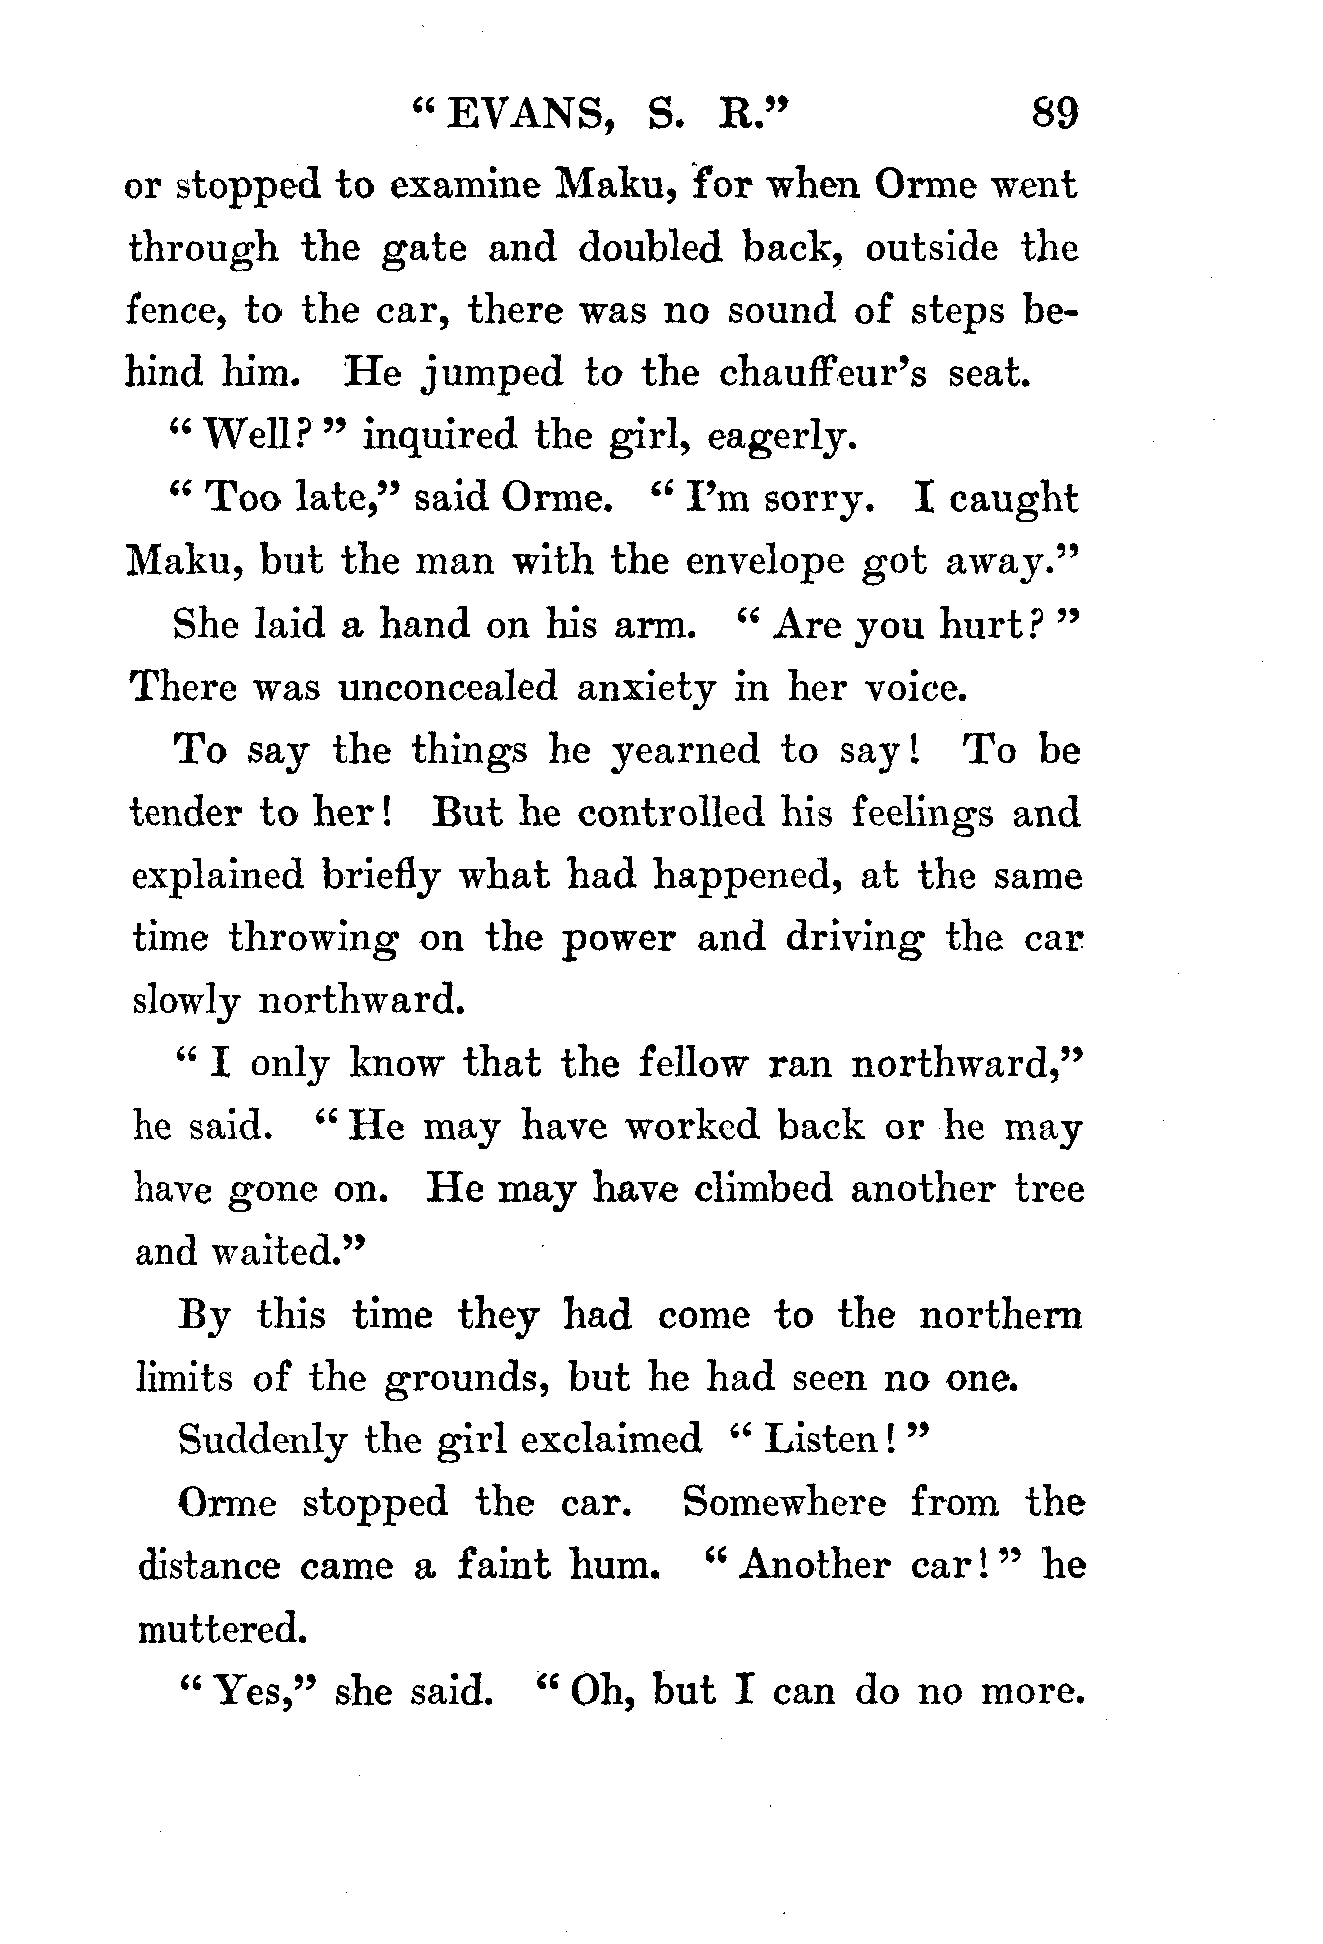 “ EVANS, S. R.” 89
or stopped to examine Maku, for when Orme went
through the gate and doubled back, outside the
fence, to the car, there was no sound of steps be-
hind him. He jumped to the chauffeur’s seat.
“ Well? ” inquired the girl, eagerly.
“ Too late,” said Orme. “ I’m sorry. I caught
Maku, but the man with the envelope got away.”
She laid a hand on his arm. “ Are you hurt? ”
There was unconcealed anxiety in her voice.
To say the things he yearned to say! To be
tender to her! But he controlled his feelings and
explained briefly what had happened, at the same
time throwing on the power and driving the car
slowly northward.
“ I only know that the fellow ran northward,”
he said. “ He may have worked back or he may
have gone on. He may have climbed another tree
and waited.”
By this time they had come to the northern
limits of the grounds, but he had seen no one.
Suddenly the girl exclaimed “ Listen! ”
Orme stopped the car. Somewhere from the
distance came a faint hum. “ Another car! ” he
muttered.
“ Yes,” she said. “ Oh, but I can do no more.